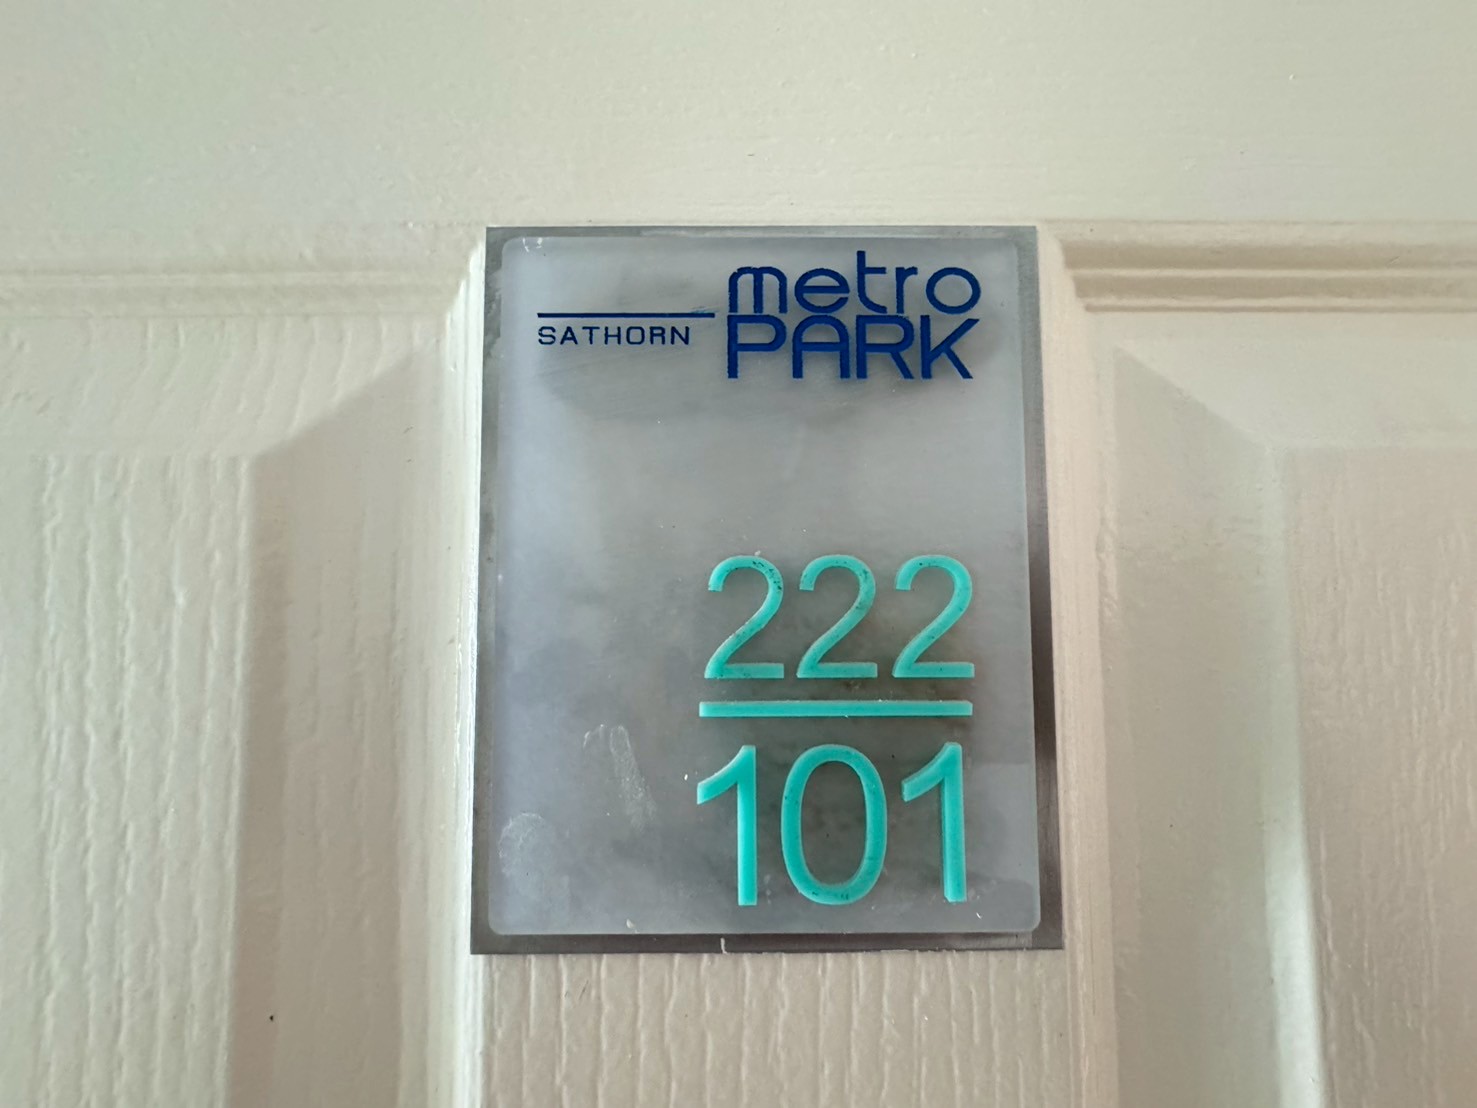 metro
SATHORN PARK
222
101